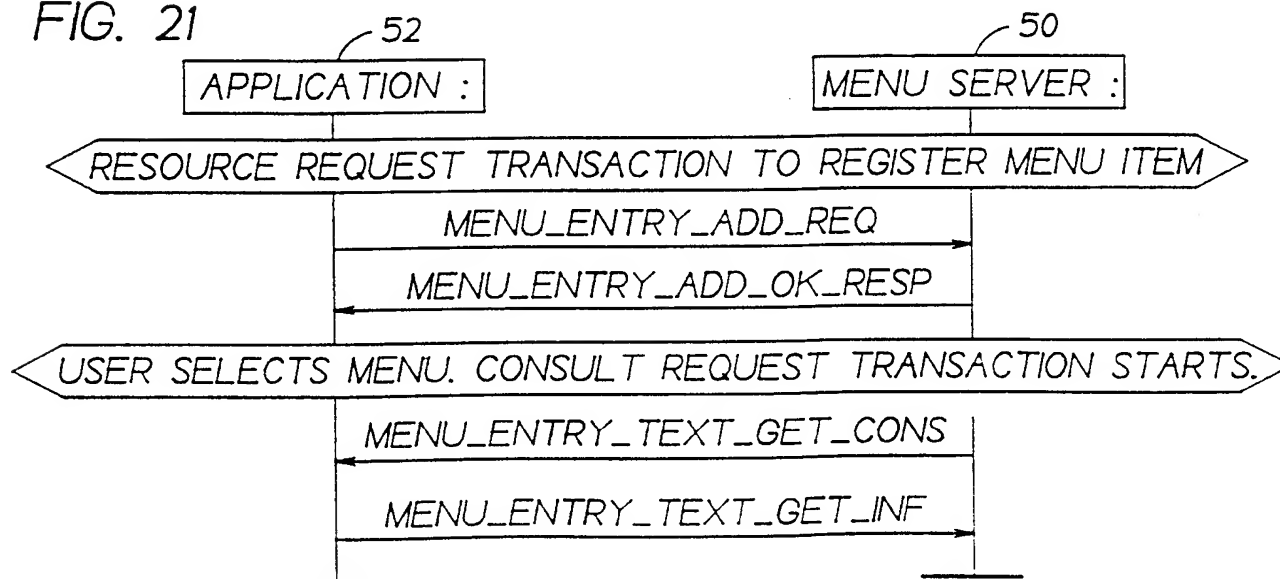 FIG. 21
52
50
APPLICATION :
MENU SERVER :
RESOURCE REQUEST TRANSACTION TO REGISTER MENU ITEM
MENU_ENTRY_ADD_REQ
MENU_ENTRY_ADD_OK_RESP
USER SELECTS MENU. CONSULT REQUEST TRANSACTION STARTS.
MENU_ENTRY_TEXT_GET_CONS
MENU_ENTRY_TEXT_GET_INF